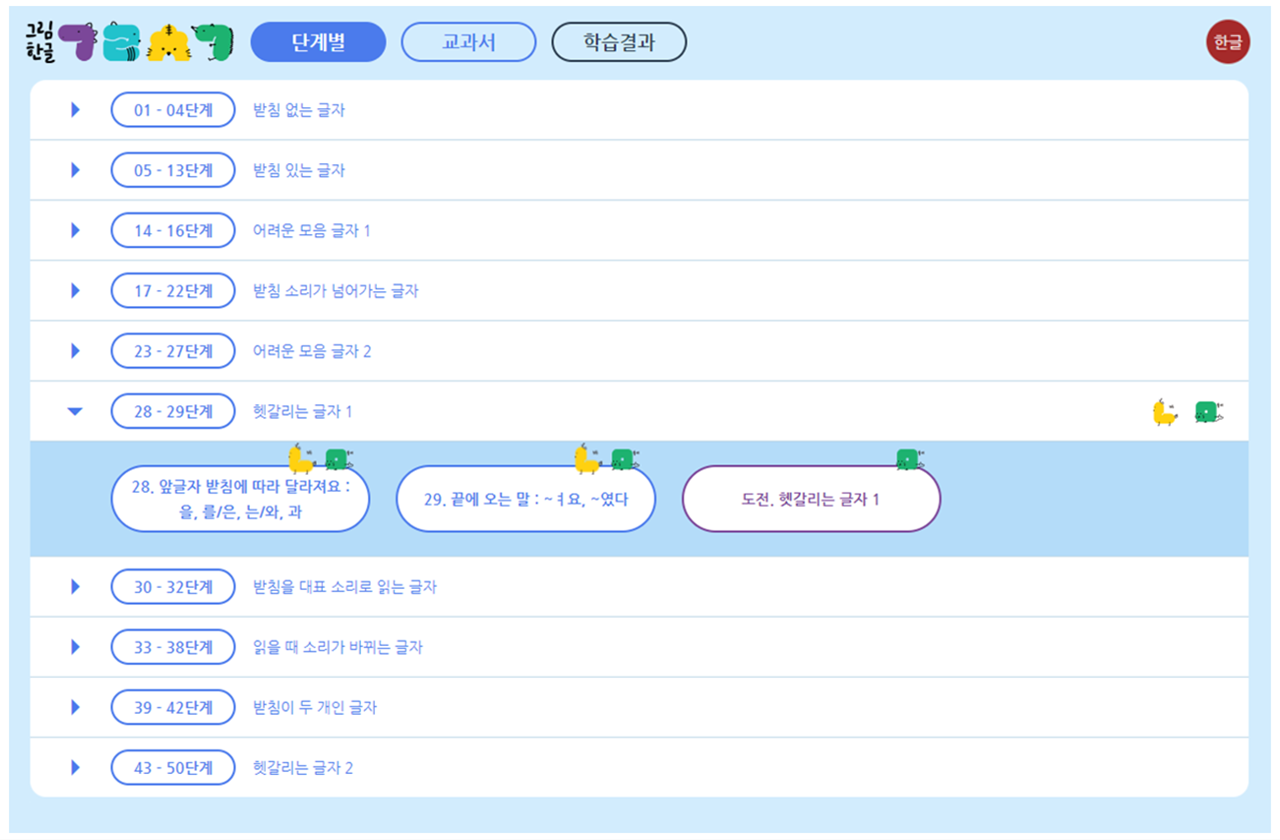 그림
한글
단계별
교과서
학습결과
한글
01 - 04단계 받침 없는 글자
05 - 13단계 받침 있는 글자
14 - 16단계 어려운 모음 글자 1
17 - 22단계 받침 소리가 넘어가는 글자
23 - 27단계 어려운 모음 글자 2
28 - 29단계 헷갈리는 글자 1
28. 앞글자 받침에 따라 달라져요 :
을, 를/은, 는/와, 과
29. 끝에 오는 말 : ~ㅕ요, ~였다
도전. 헷갈리는 글자 1
30 - 32단계 받침을 대표 소리로 읽는 글자
33 - 38단계 읽을 때 소리가 바뀌는 글자
39 - 42단계 받침이 두 개인 글자
43 - 50단계 헷갈리는 글자 2